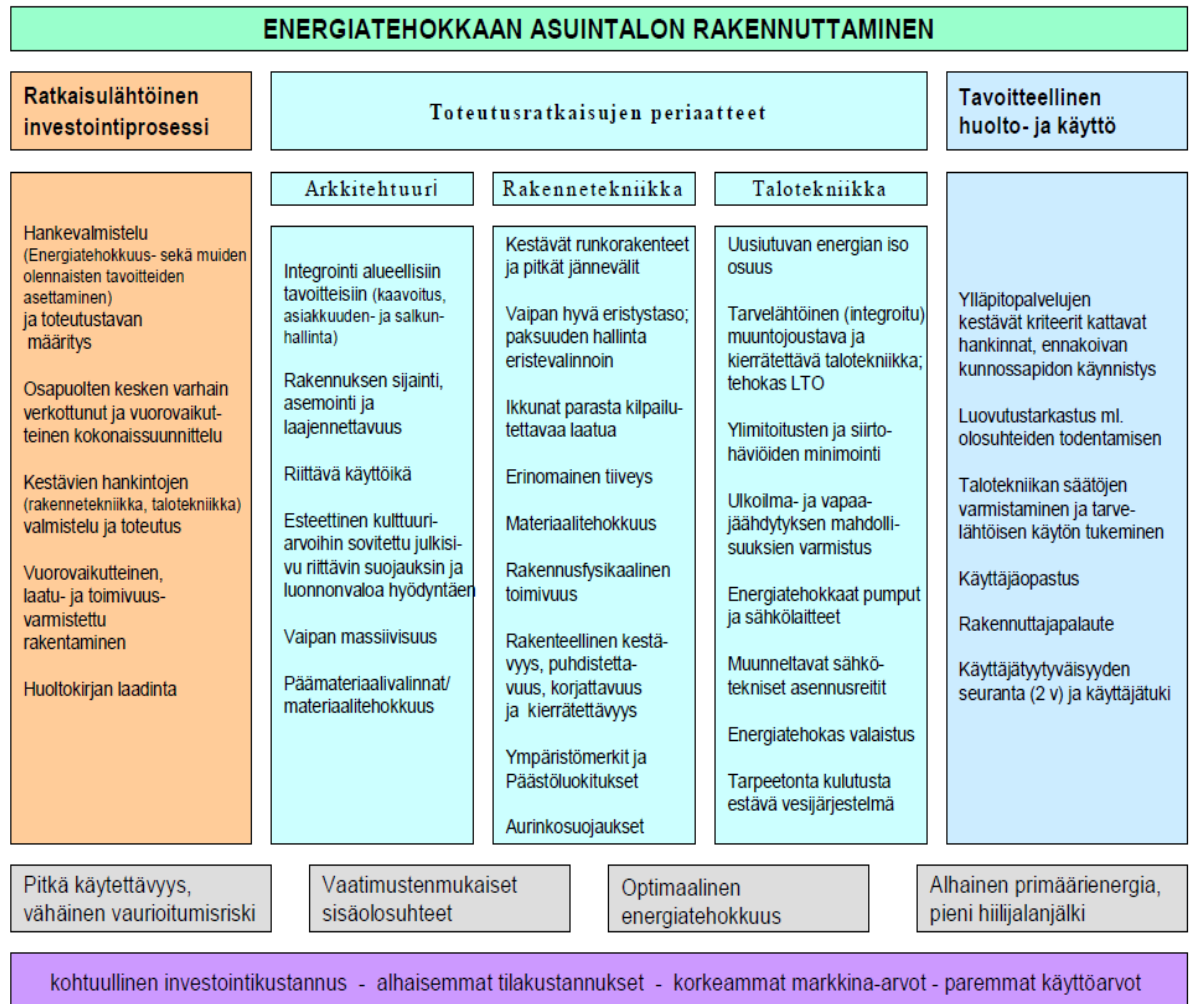 ENERGIATEHOKKAAN ASUINTALON RAKENNUTTAMINEN
Ratkaisulähtöinen
investointiprosessi
Toteutusratkaisujen periaatteet
Tavoitteellinen
huolto- ja käyttö
Hankevalmistelu
(Energiatehokkuus- sekä muiden
olennaisten tavoitteiden
asettaminen)
ja toteutustavan
määritys
Osapuolten kesken varhain
verkottunut ja vuorovaikut-
teinen kokonaissuunnittelu
Kestävien hankintojen
(rakennetekniikka, talotekniikka)
valmistelu ja toteutus
Vuorovaikutteinen,
laatu- ja toimivuus-
varmistettu
rakentaminen
Huoltokirjan laadinta
Arkkitehtuuri
Integrointi alueellisiin
tavoitteisiin (kaavoitus,
asiakkuuden- ja salkun-
hallinta)
Rakennuksen sijainti,
asemointi ja
laajennettavuus
Riittävä käyttöikä
Esteettinen kulttuuri-
arvoihin sovitettu julkisi-
vu riittävin suojauksin ja
luonnonvaloa hyödyntäen
Vaipan massiivisuus
Päämateriaalivalinnat/
materiaalitehokkuus
Rakennetekniikka
Kestävät runkorakenteet
ja pitkät jännevälit
Vaipan hyvä eristystaso;
paksuuden hallinta
eristevalinnoin
Ikkunat parasta kilpailu-
tettavaa laatua
Erinomainen tiiveys
Materiaalitehokkuus
Rakennusfysikaalinen
toimivuus
Rakenteellinen kestä-
vyys, puhdistetta-
vuus, korjattavuus
ja kierrätettävyys
Ympäristömerkit ja
Päästöluokitukset
Aurinkosuojaukset
Talotekniikka
Uusiutuvan energian iso
osuus
Tarvelähtöinen (integroitu)
muuntojoustava ja
kierrätettävä talotekniikka;
tehokas LTO
Ylimitoitusten ja siirto-
häviöiden minimointi
Ulkoilma- ja vapaa-
jäähdytyksen mahdolli-
suuksien varmistus
Energiatehokkaat pumput
ja sähkölaitteet
Muunneltavat sähkö-
tekniset asennusreitit
Energiatehokas valaistus
Tarpeetonta kulutusta
estävä vesijärjestelmä
Ylläpitopalvelujen
kestävät kriteerit kattavat
hankinnat, ennakoivan
kunnossapidon käynnistys
Luovutustarkastus ml.
olosuhteiden todentamisen
Talotekniikan säätöjen
varmistaminen ja tarve-
lähtöisen käytön tukeminen
Käyttäjäopastus
Rakennuttajapalaute
Käyttäjätyytyväisyyden
seuranta (2 v) ja käyttäjätuki
Pitkä käytettävyys,
vähäinen vaurioitumisriski
Vaatimustenmukaiset
sisäolosuhteet
Optimaalinen
energiatehokkuus
Alhainen primäärienergia,
pieni hiilijalanjälki
kohtuullinen investointikustannus - alhaisemmat tilakustannukset - korkeammat markkina-arvot - paremmat käyttöarvot